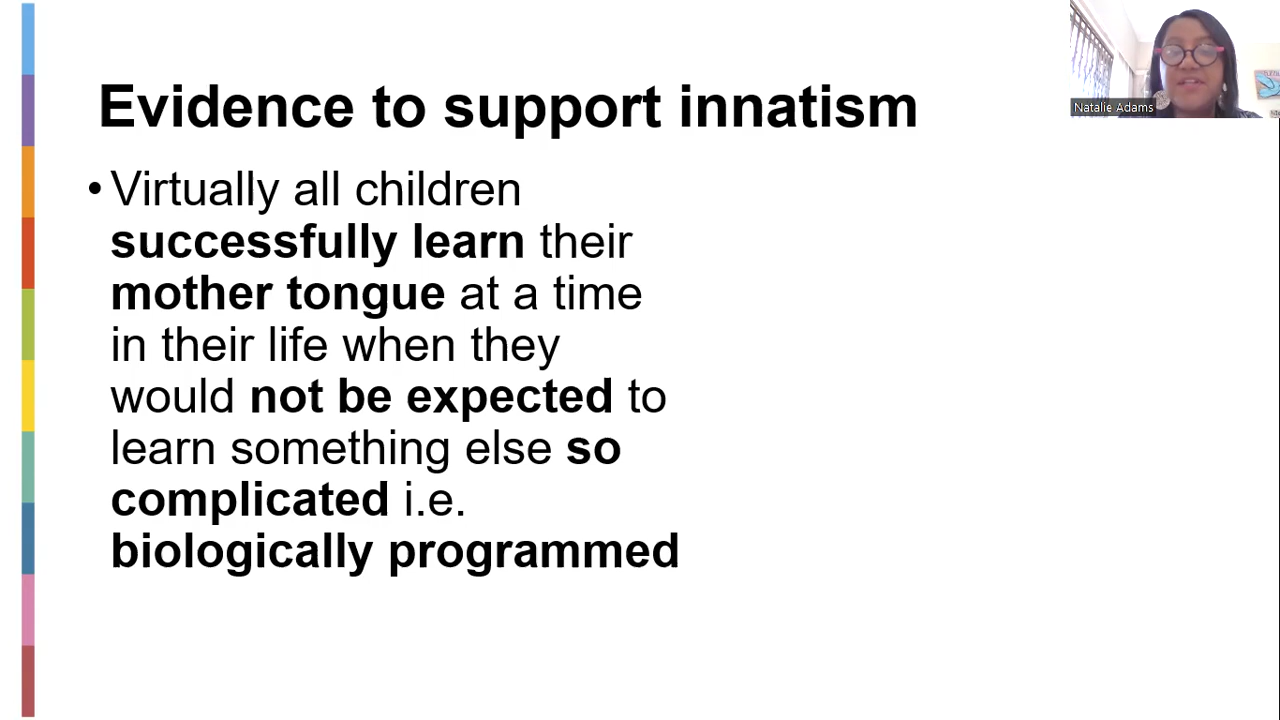 Evidence to support innatism
• Virtually all children
successfully learn their
mother tongue at a time
in their life when they
would not be expected to
learn something else so
complicated i.e.
biologically programmed
Natalie Adams